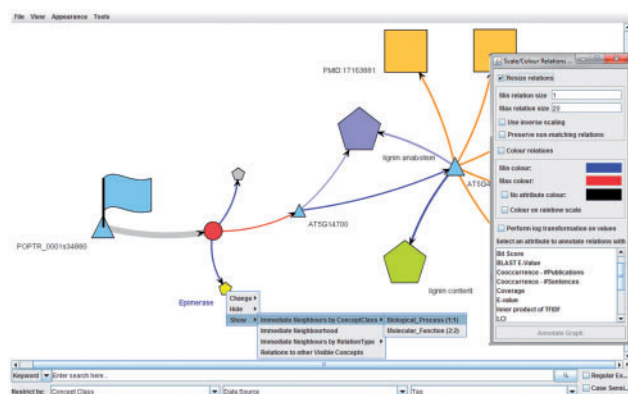 File View Appearance Tools
PMID:17163881
Scale/Colour Relations ...
Resize relations
Min relation size 1
Max relation size 20
Use inverse scaling
Preserve non-matching relations
Colour relations
Min colour:
Max colour:
No attribute colour:
Colour on rainbow scale
Perform log transformation on values
Select an attribute to annotate relations with
Bit Score
BLAST E-Value
Cooccurrence - #Publications
Cooccurrence - #Sentences
Coverage
E-value
Inner product of TFIDF
LCI
Annotate Graph
lignin anabolism
AT5G4
AT5G14700
POPTR_0001s34880
lignin content
Epimerase
Change
Hide
Show
Immediate Neighbours by ConceptClass
Immediate Neighbourhood
Immediate Neighbours by RelationType
Relations to other Visible Concepts
Biological_Process (1:1)
Molecular_Function (2:2)
Keyword Enter search here... Regular Ex...
Restrict by: Concept Class Data Source Tag Case Sensi...